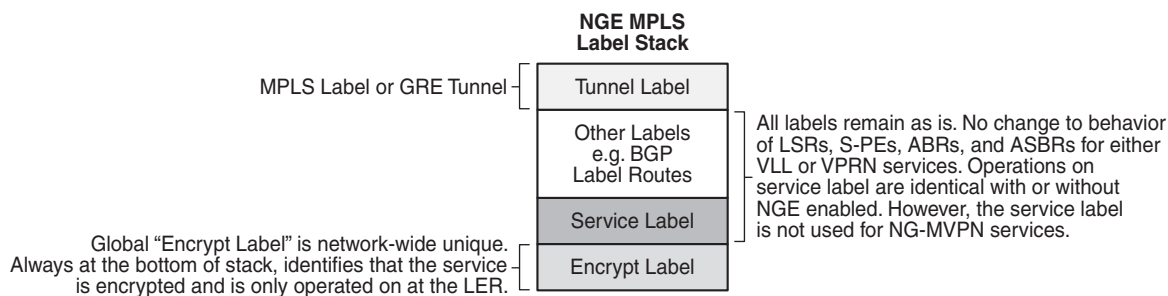 NGE MPLS
Label Stack
MPLS Label or GRE Tunnel
Tunnel Label
Other Labels
e.g. BGP
Label Routes
All labels remain as is. No change to behavior
of LSRs, S-PEs, ABRs, and ASBRs for either
VLL or VPRN services. Operations on
service label are identical with or without
NGE enabled. However, the service label
is not used for NG-MVPN services.
Service Label
Global “Encrypt Label” is network-wide unique.
Always at the bottom of stack, identifies that the service
is encrypted and is only operated on at the LER.
Encrypt Label